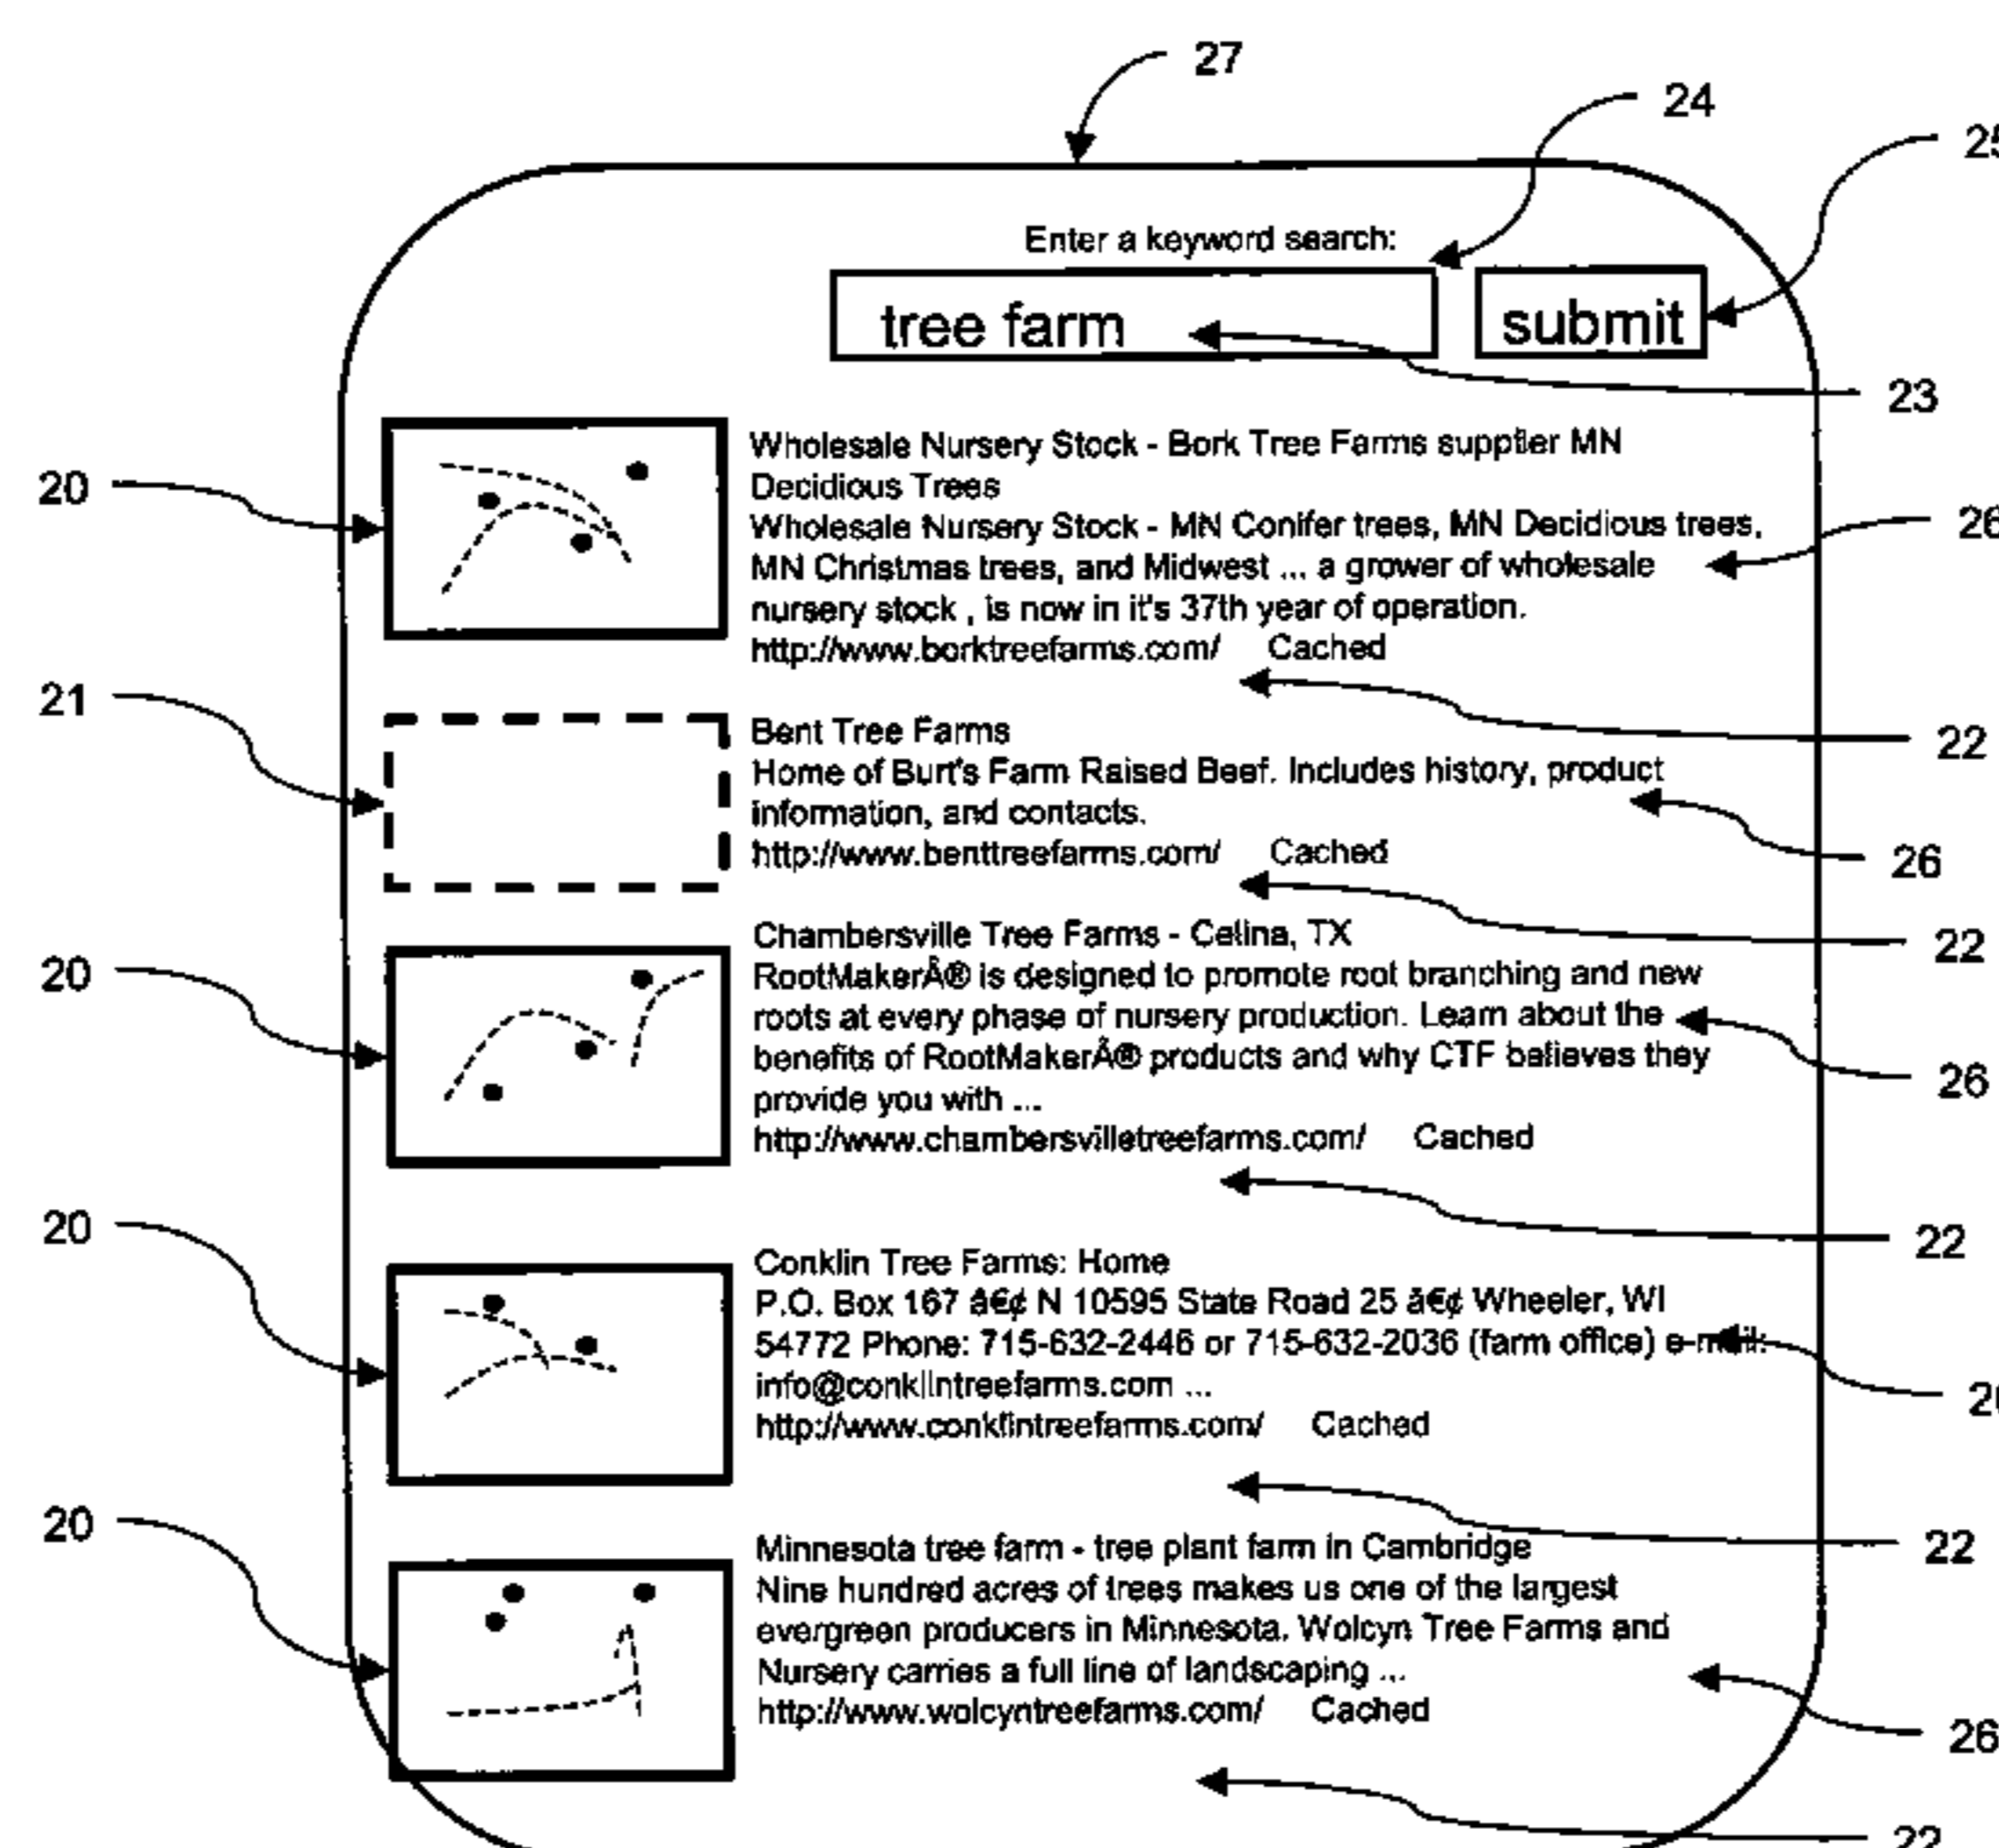 27
24
Enter a keyword search:
tree farm
submit
23
20
Wholesale Nursery Stock - Bork Tree Farms supplier MN
Decidious Trees
Wholesale Nursery Stock - MN Conifer trees, MN Decidious trees,
MN Christmas trees, and Midwest ... a grower of wholesale
nursery stock , is now in it's 37th year of operation.
http://www.borktreefarms.com/ Cached
22
21
Bent Tree Farms
Home of Burt's Farm Raised Beef. Includes history, product
information, and contacts.
http://www.benttreefarms.com/ Cached
26
22
20
Chambersville Tree Farms - Celina, TX
RootMakerÂ® is designed to promote root branching and new
roots at every phase of nursery production. Learn about the
benefits of RootMakerÂ® products and why CTF believes they
provide you with ...
http://www.chambersvilletreefarms.com/ Cached
26
22
20
Conklin Tree Farms: Home
P.O. Box 167 â€¢ N 10595 State Road 25 â€¢ Wheeler, WI
54772 Phone: 715-632-2446 or 715-632-2036 (farm office) e-mail:
info@conklintreefarms.com ...
http://www.conklintreefarms.com/ Cached
22
20
Minnesota tree farm - tree plant farm in Cambridge
Nine hundred acres of trees makes us one of the largest
evergreen producers in Minnesota. Wolcyn Tree Farms and
Nursery carries a full line of landscaping ...
http://www.wolcyntreefarms.com/ Cached
26
22